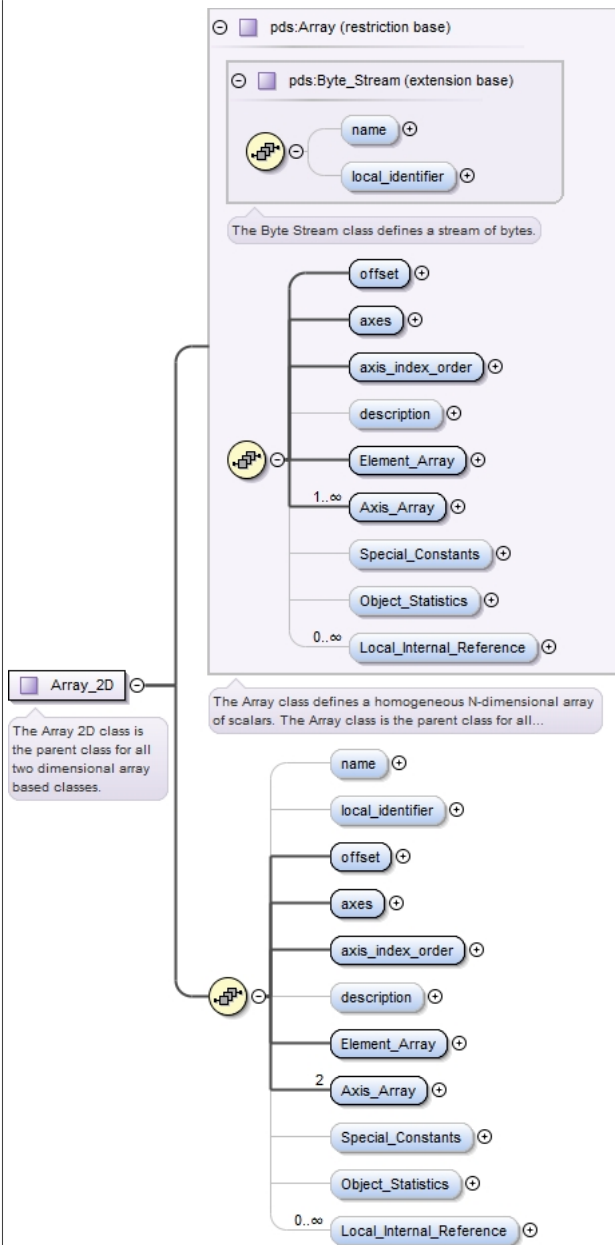 pds:Array (restriction base)
pds:Byte_Stream (extension base)
name
local_identifier
The Byte Stream class defines a stream of bytes.
offset
axes
axis_index_order
description
Element_Array
1..∞
Axis_Array
Special_Constants
Object_Statistics
0..∞
Local_Internal_Reference
Array_2D
The Array 2D class is
the parent class for all
two dimensional array
based classes.
The Array class defines a homogeneous N-dimensional array
of scalars. The Array class is the parent class for all...
name
local_identifier
offset
axes
axis_index_order
description
Element_Array
2
Axis_Array
Special_Constants
Object_Statistics
0..∞
Local_Internal_Reference